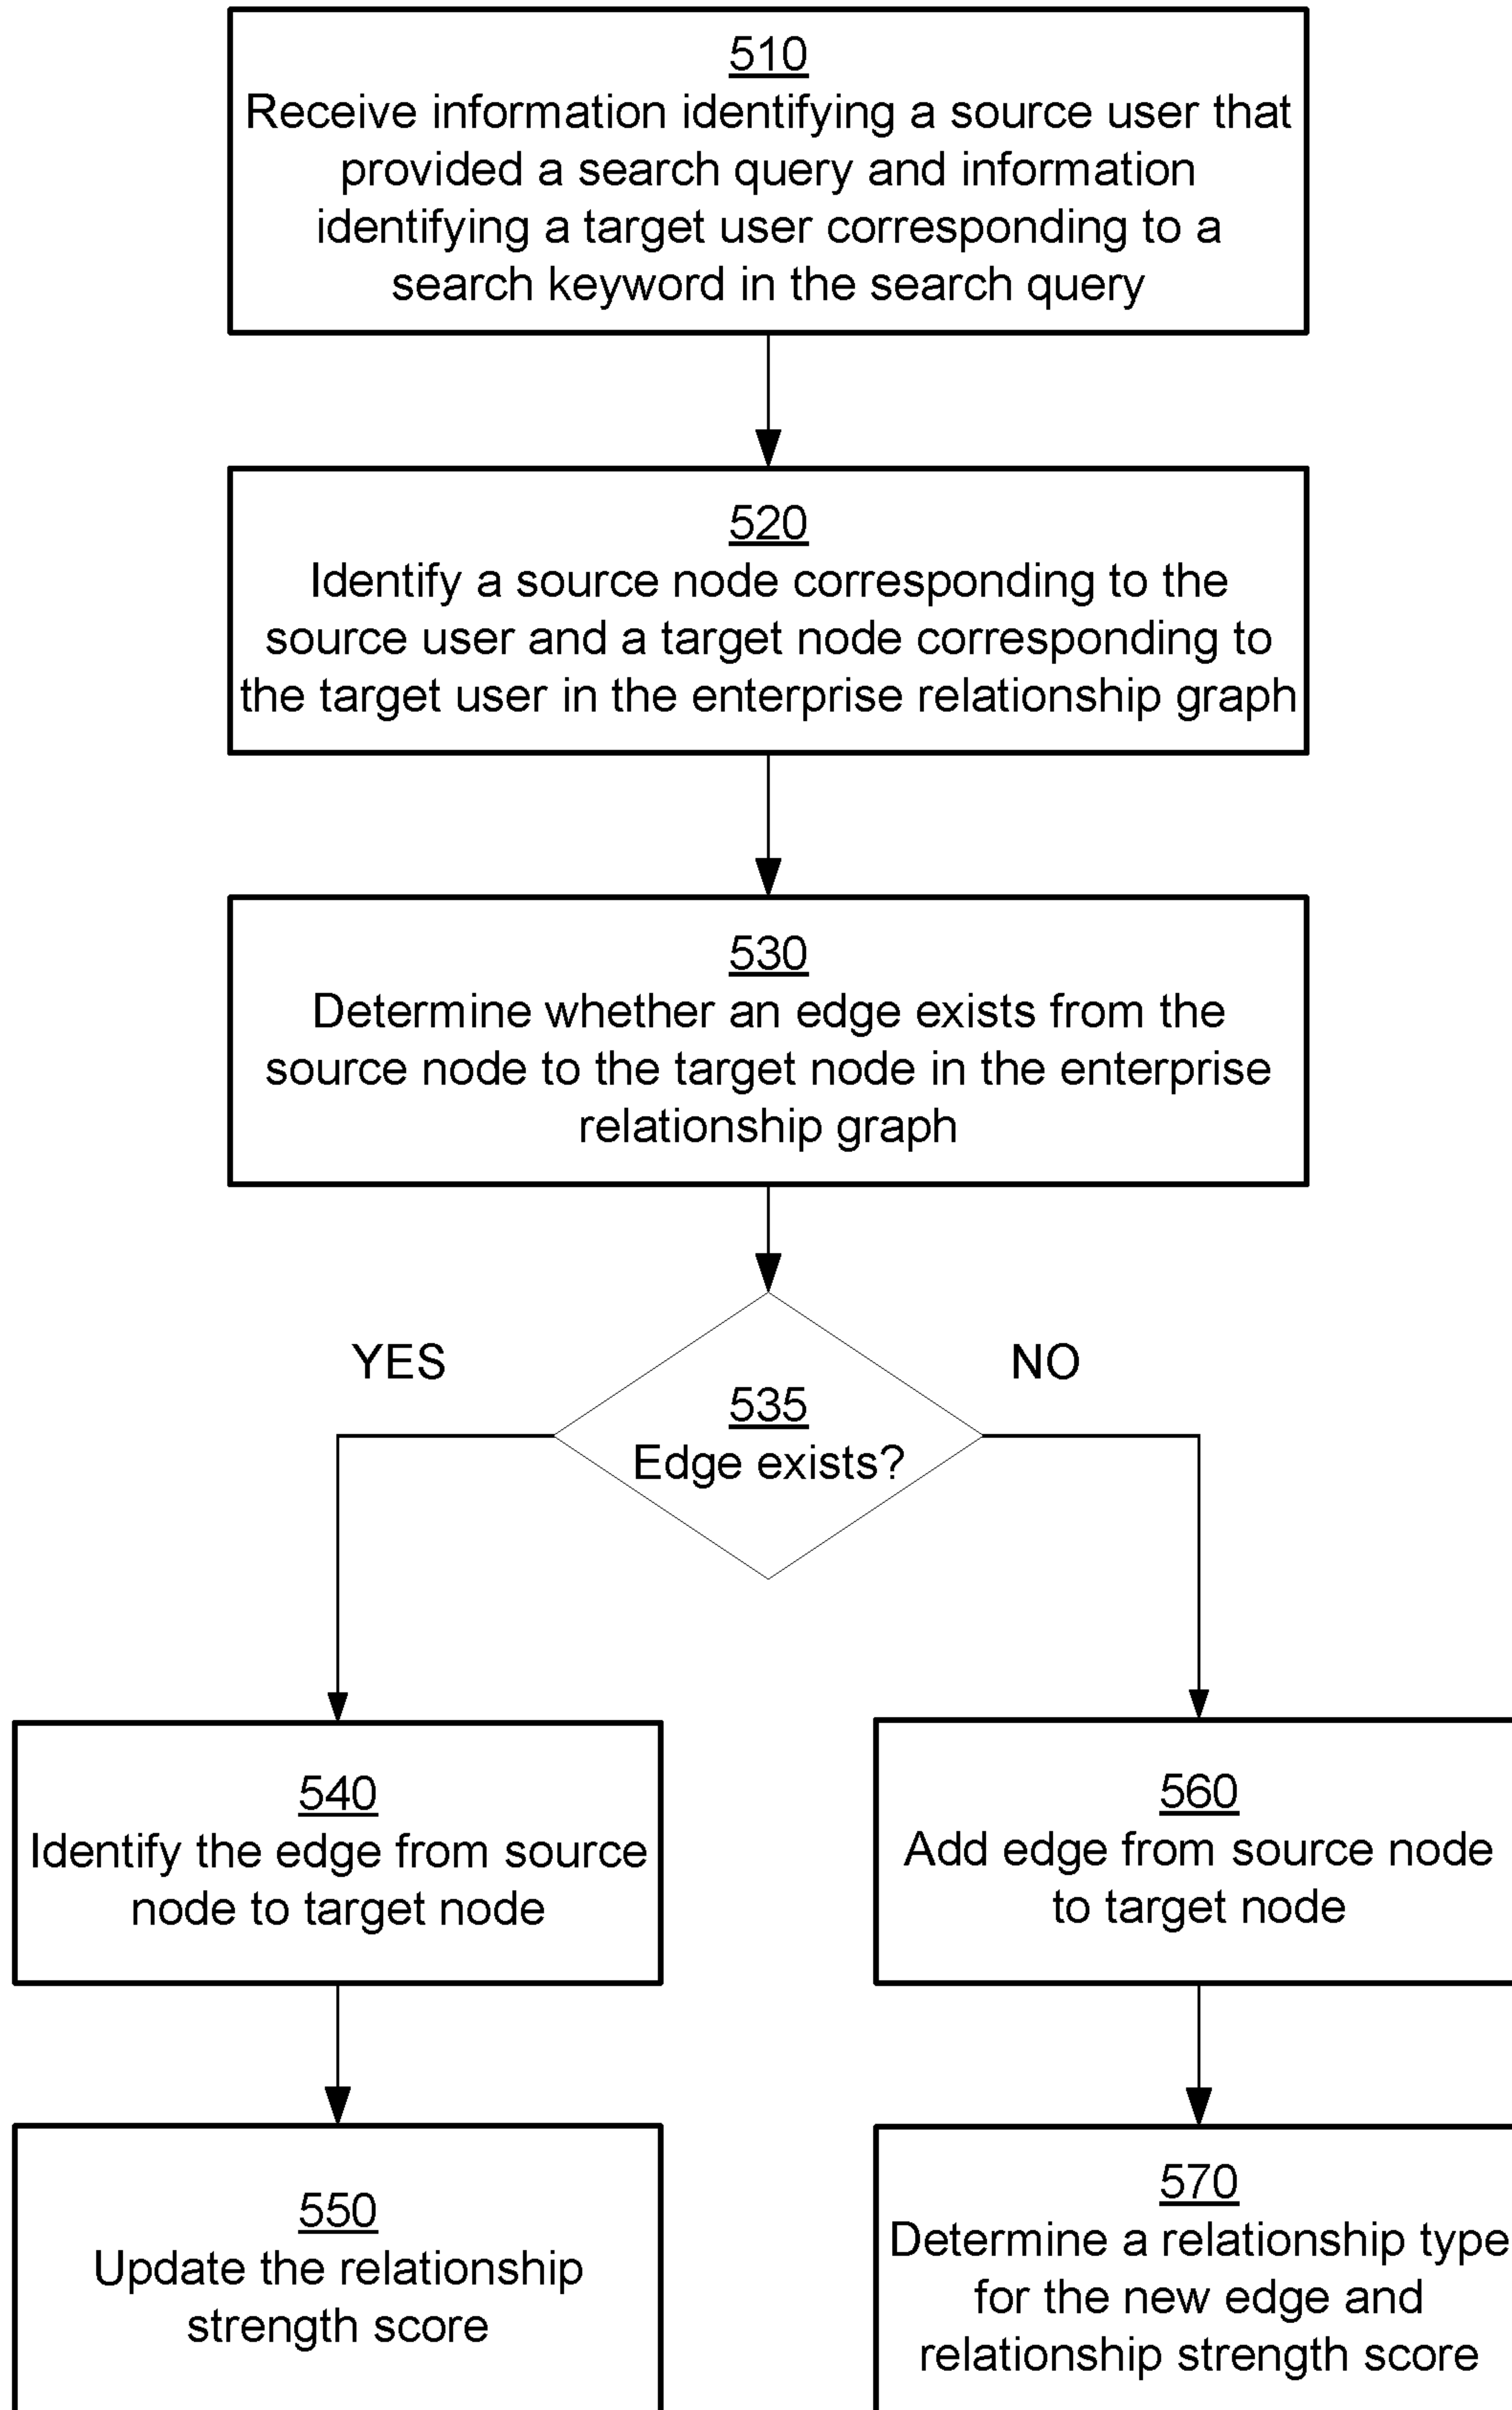 510
Receive information identifying a source user that
provided a search query and information
identifying a target user corresponding to a
search keyword in the search query
520
Identify a source node corresponding to the
source user and a target node corresponding to
the target user in the enterprise relationship graph
530
Determine whether an edge exists from the
source node to the target node in the enterprise
relationship graph
YES
NO
535
Edge exists?
540
Identify the edge from source
node to target node
560
Add edge from source node
to target node
550
Update the relationship
strength score
570
Determine a relationship type
for the new edge and
relationship strength score